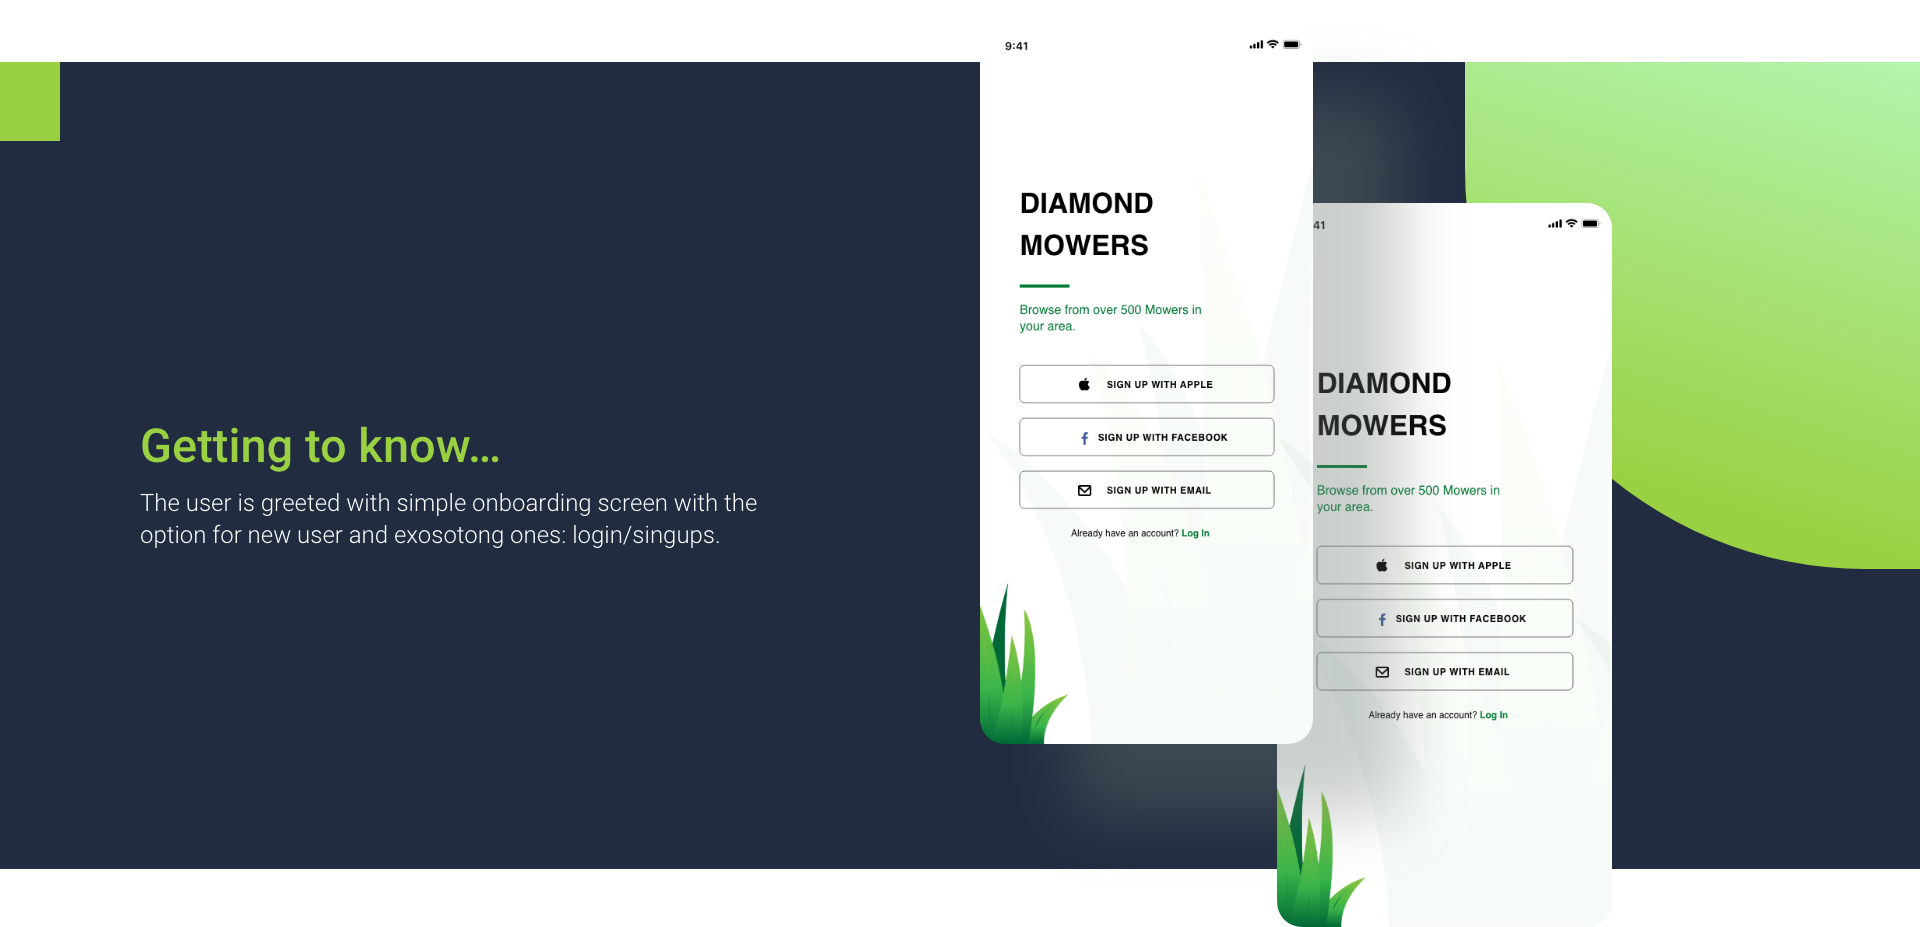 Getting to know...
The user is greeted with simple onboarding screen with the
option for new user and exosotong ones: login/singups.
9:41
DIAMOND
MOWERS
Browse from over 500 Mowers in
your area.
SIGN UP WITH APPLE
SIGN UP WITH FACEBOOK
SIGN UP WITH EMAIL
Already have an account? Log In
41
DIAMOND
MOWERS
Browse from over 500 Mowers in
your area.
SIGN UP WITH APPLE
SIGN UP WITH FACEBOOK
SIGN UP WITH EMAIL
Already have an account? Log In